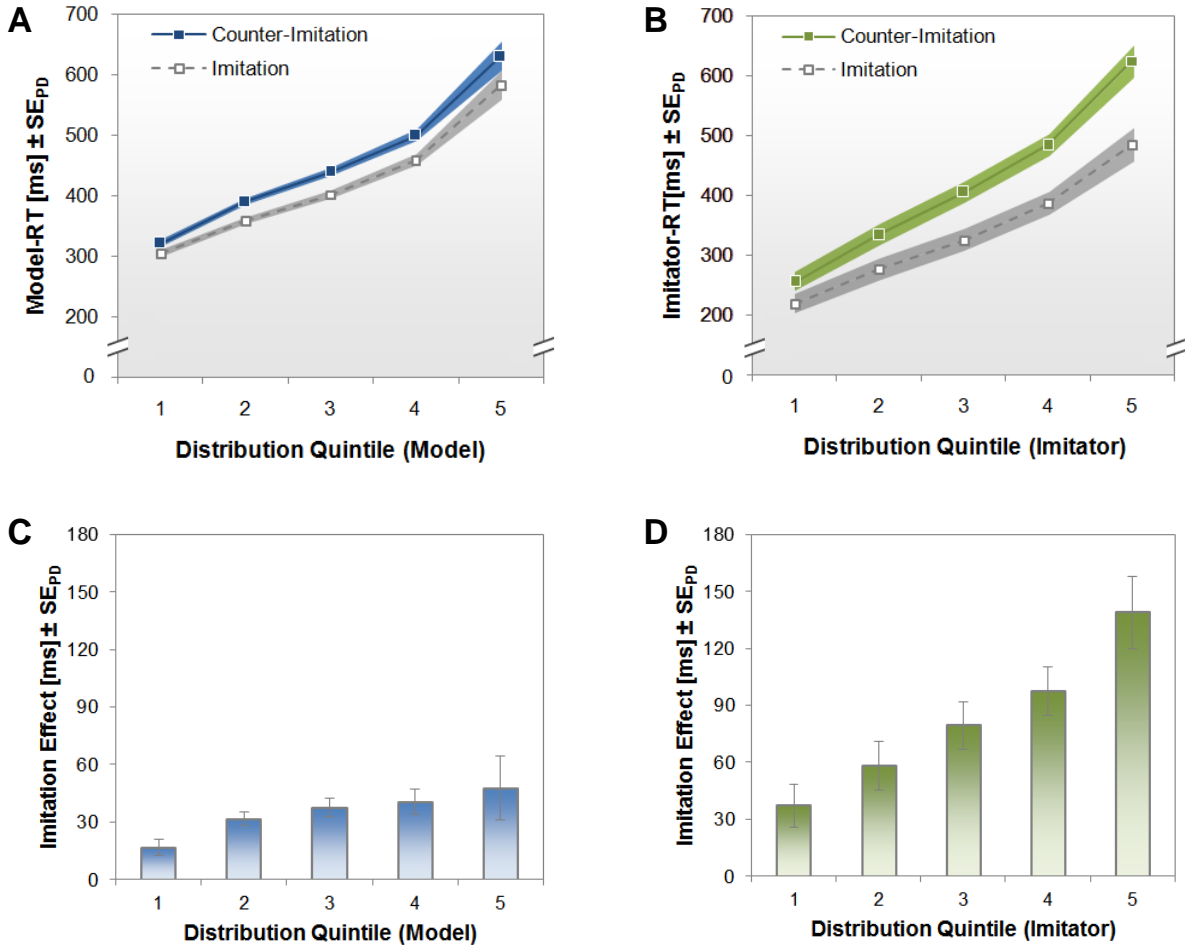 A
Model-RT [ms] ± SEPD
700
600
500
400
300
200
0
Counter-Imitation
Imitation
1 2 3 4 5
Distribution Quintile (Model)
B
Imitator-RT[ms] ± SEPD
700
600
500
400
300
200
0
Counter-Imitation
Imitation
1 2 3 4 5
Distribution Quintile (Imitator)
C
Imitation Effect [ms] ± SEPD
180
150
120
90
60
30
0
1 2 3 4 5
Distribution Quintile (Model)
D
Imitation Effect [ms] ± SEPD
180
150
120
90
60
30
0
1 2 3 4 5
Distribution Quintile (Imitator)